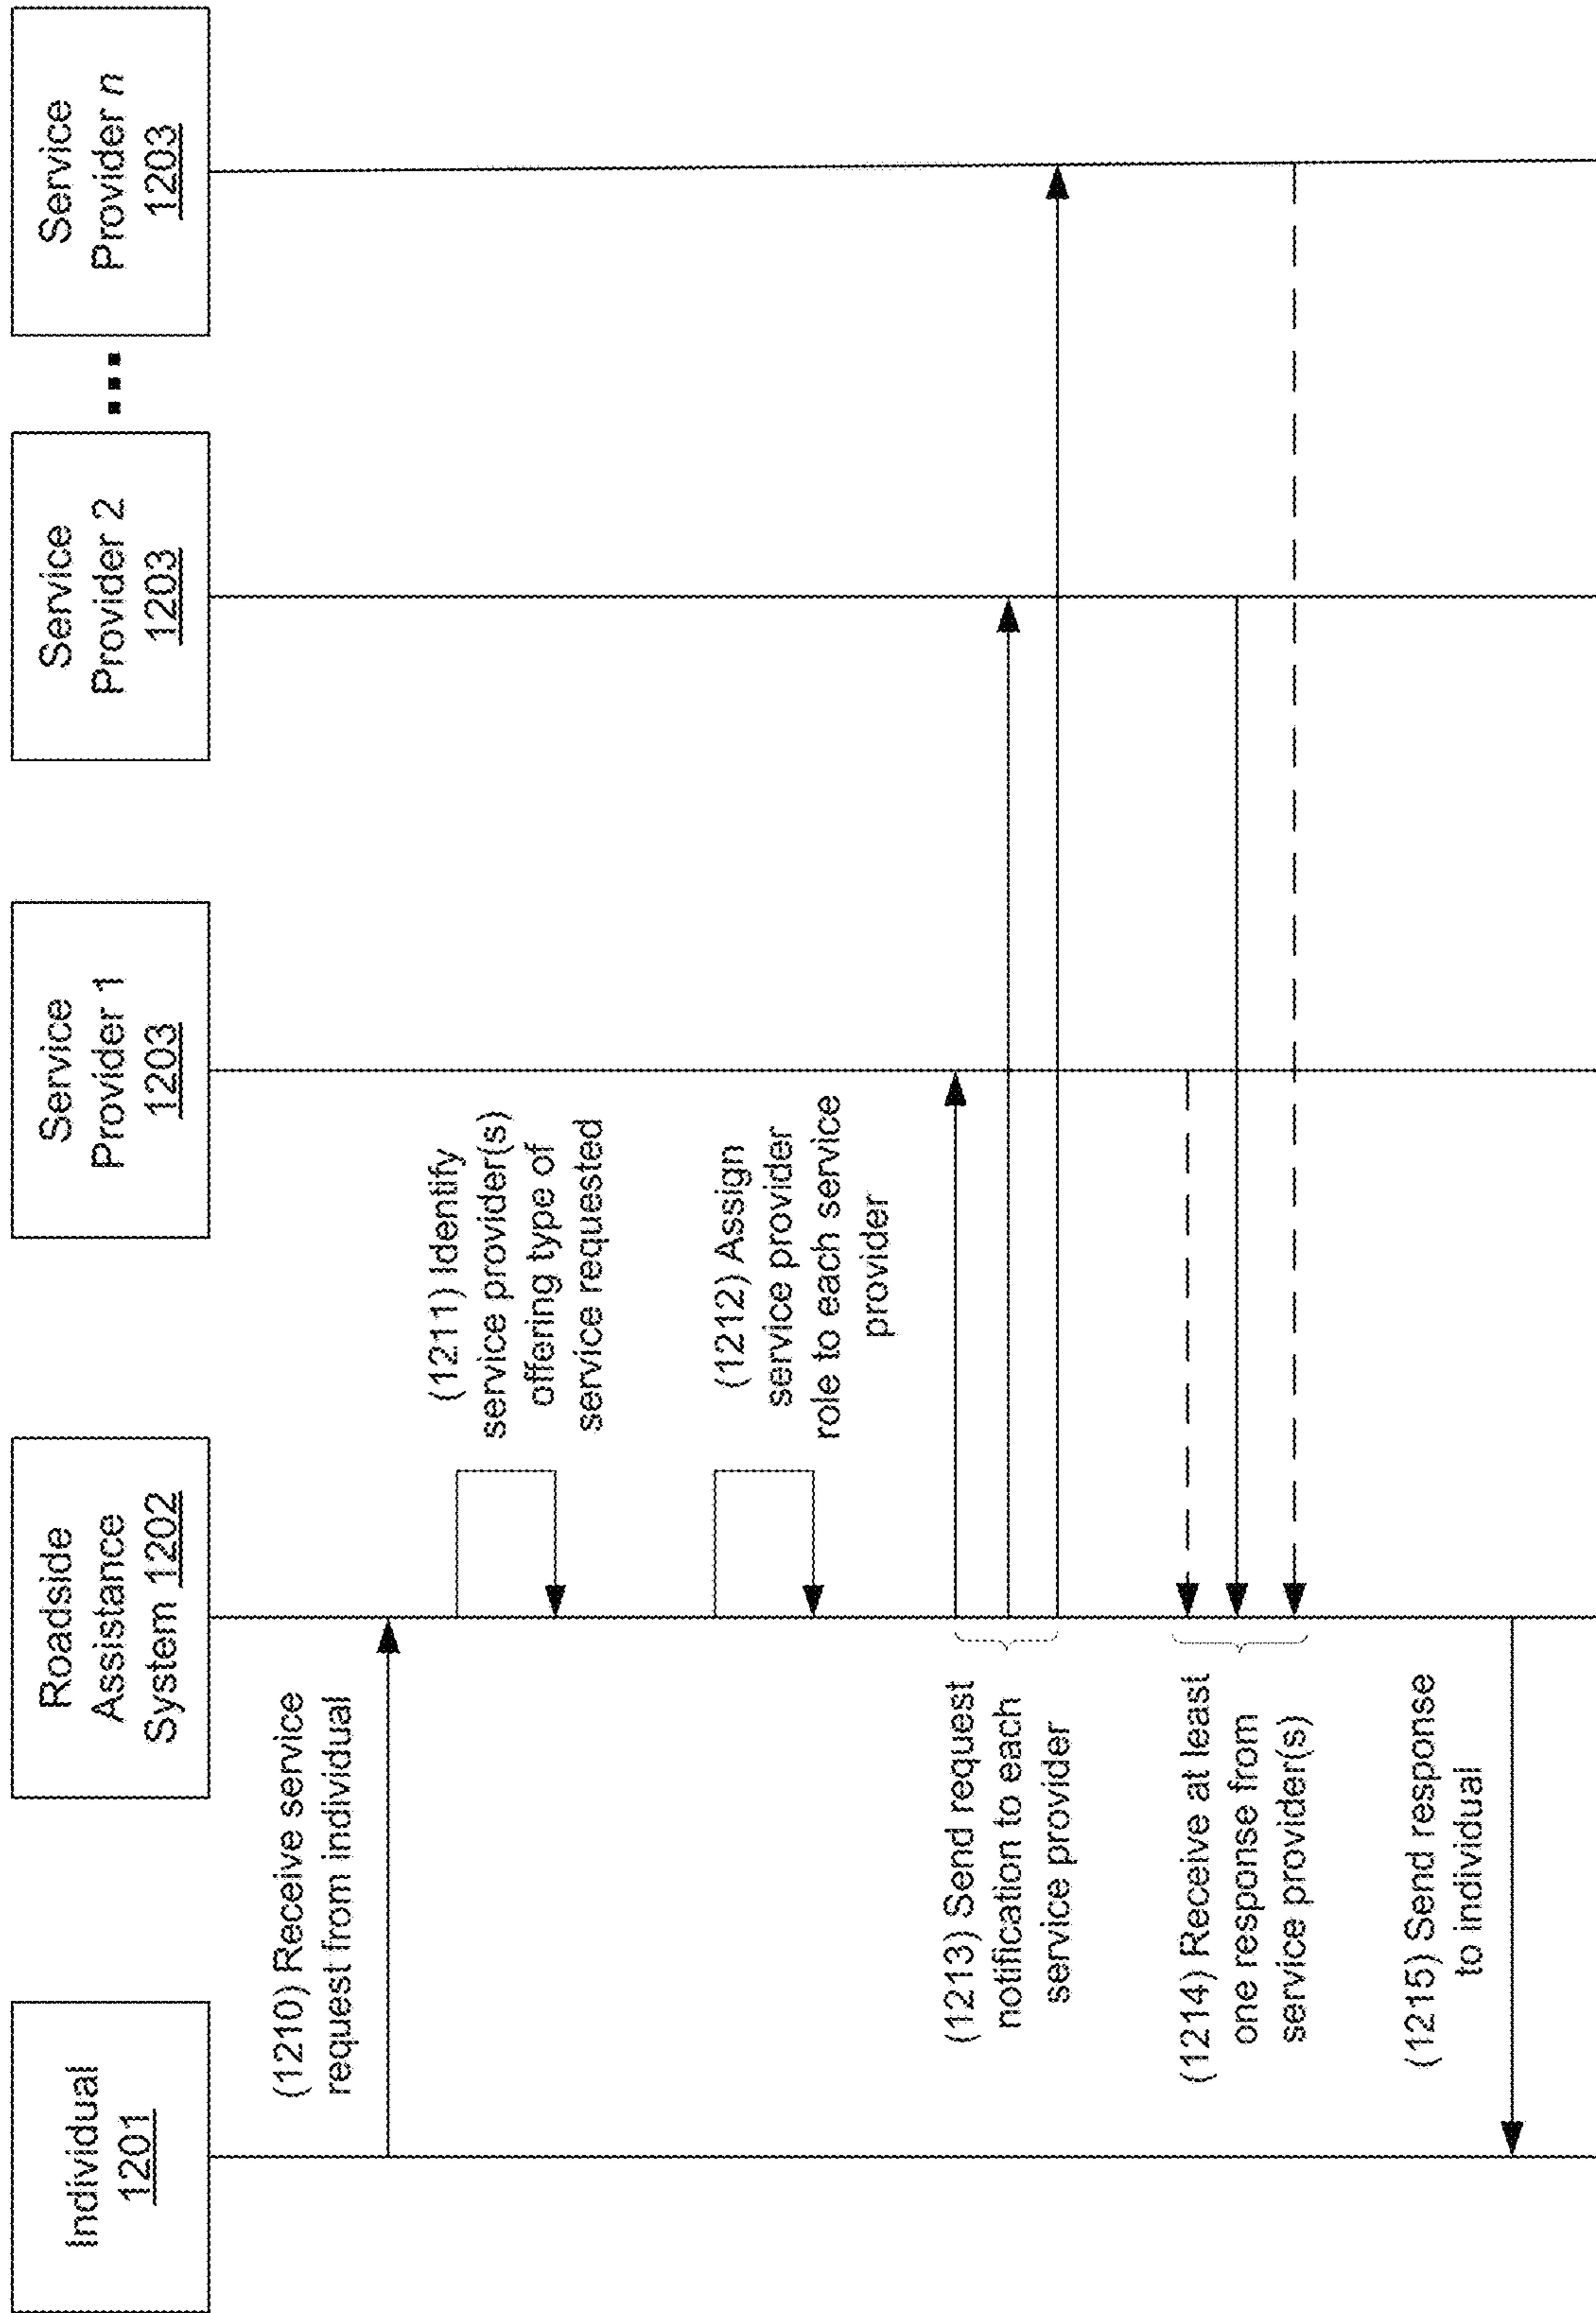 Individual
1201
Roadside
Assistance
System 1202
Service
Provider 1
1203
Service
Provider 2
1203
...
Service
Provider n
1203
(1210) Receive service
request from individual
(1211) Identify
service provider(s)
offering type of
service requested
(1212) Assign
service provider
role to each service
provider
(1213) Send request
notification to each
service provider
(1214) Receive at least
one response from
service provider(s)
(1215) Send response
to individual